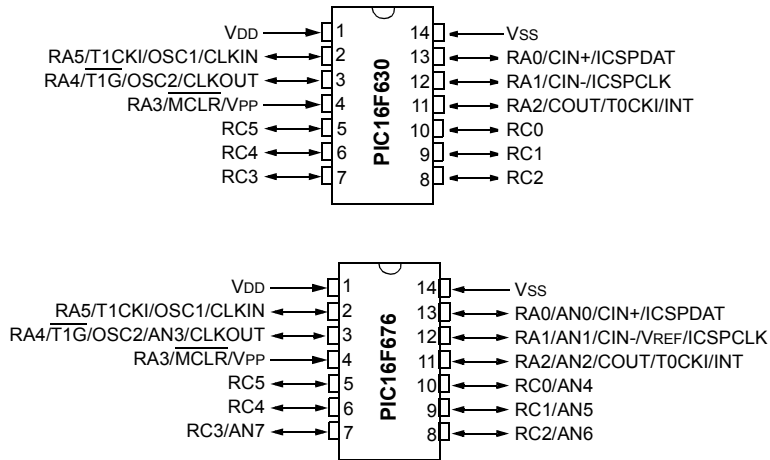 VDD 1 14 VSS
RA5/T1CKI/OSC1/CLKIN 2 13 RA0/CIN+/ICSPDAT
RA4/T1G/OSC2/CLKOUT 3 12 RA1/CIN-/ICSPCLK
RA3/MCLR/VPP 4 11 RA2/COUT/T0CKI/INT
RC5 5 10 RC0
RC4 6 9 RC1
RC3 7 8 RC2
PIC16F630
VDD 1 14 VSS
RA5/T1CKI/OSC1/CLKIN 2 13 RA0/AN0/CIN+/ICSPDAT
RA4/T1G/OSC2/AN3/CLKOUT 3 12 RA1/AN1/CIN-/VREF/ICSPCLK
RA3/MCLR/VPP 4 11 RA2/AN2/COUT/T0CKI/INT
RC5 5 10 RC0/AN4
RC4 6 9 RC1/AN5
RC3/AN7 7 8 RC2/AN6
PIC16F676